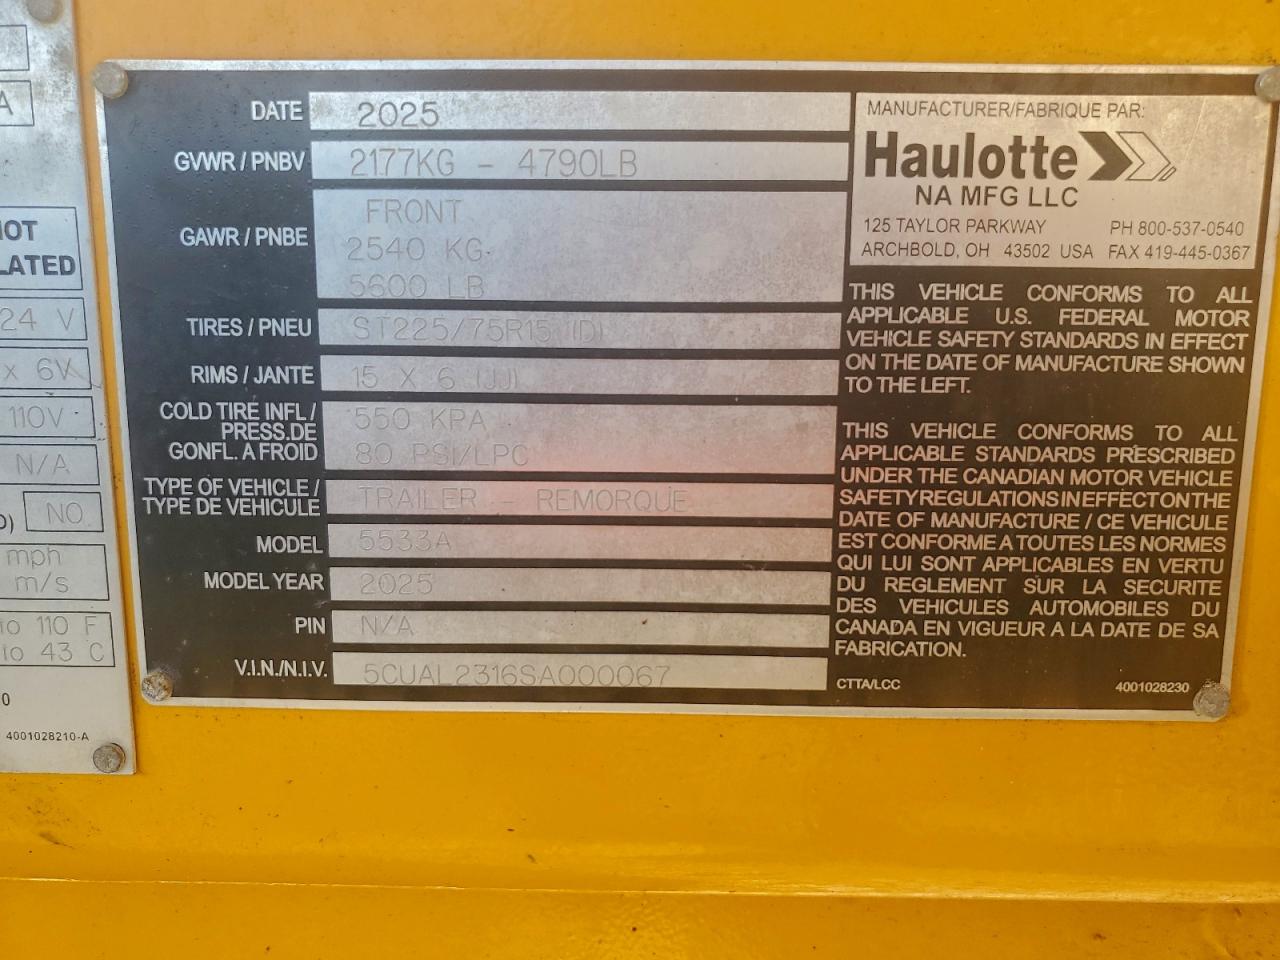 A
NOT
LATED
24 V
x 6V
110V
N/A
NO
mph
m/s
110 F
43 C
0
4001028210-A
DATE 2025
GVWR / PNBV 2177KG - 4790LB
GAWR / PNBE FRONT
2540 KG
5600 LB
TIRES / PNEU ST225/75R15 (D)
RIMS / JANTE 15 X 6 (JJ)
COLD TIRE INFL / 550 KPA
PRESS.DE
GONFL. A FROID 80 PSI/LPC
TYPE OF VEHICLE /
TYPE DE VEHICULE TRAILER - REMORQUE
MODEL 5533A
MODEL YEAR 2025
PIN N/A
V.I.N./N.I.V. 5CUAL2316SA000067
MANUFACTURER/FABRIQUE PAR:
Haulotte
NA MFG LLC
125 TAYLOR PARKWAY PH 800-537-0540
ARCHBOLD, OH 43502 USA FAX 419-445-0367
THIS VEHICLE CONFORMS TO ALL
APPLICABLE U.S. FEDERAL MOTOR
VEHICLE SAFETY STANDARDS IN EFFECT
ON THE DATE OF MANUFACTURE SHOWN
TO THE LEFT.
THIS VEHICLE CONFORMS TO ALL
APPLICABLE STANDARDS PRESCRIBED
UNDER THE CANADIAN MOTOR VEHICLE
SAFETY REGULATIONS IN EFFECT ON THE
DATE OF MANUFACTURE / CE VEHICULE
EST CONFORME A TOUTES LES NORMES
QUI LUI SONT APPLICABLES EN VERTU
DU REGLEMENT SUR LA SECURITE
DES VEHICULES AUTOMOBILES DU
CANADA EN VIGUEUR A LA DATE DE SA
FABRICATION.
CTTA/LCC 4001028230